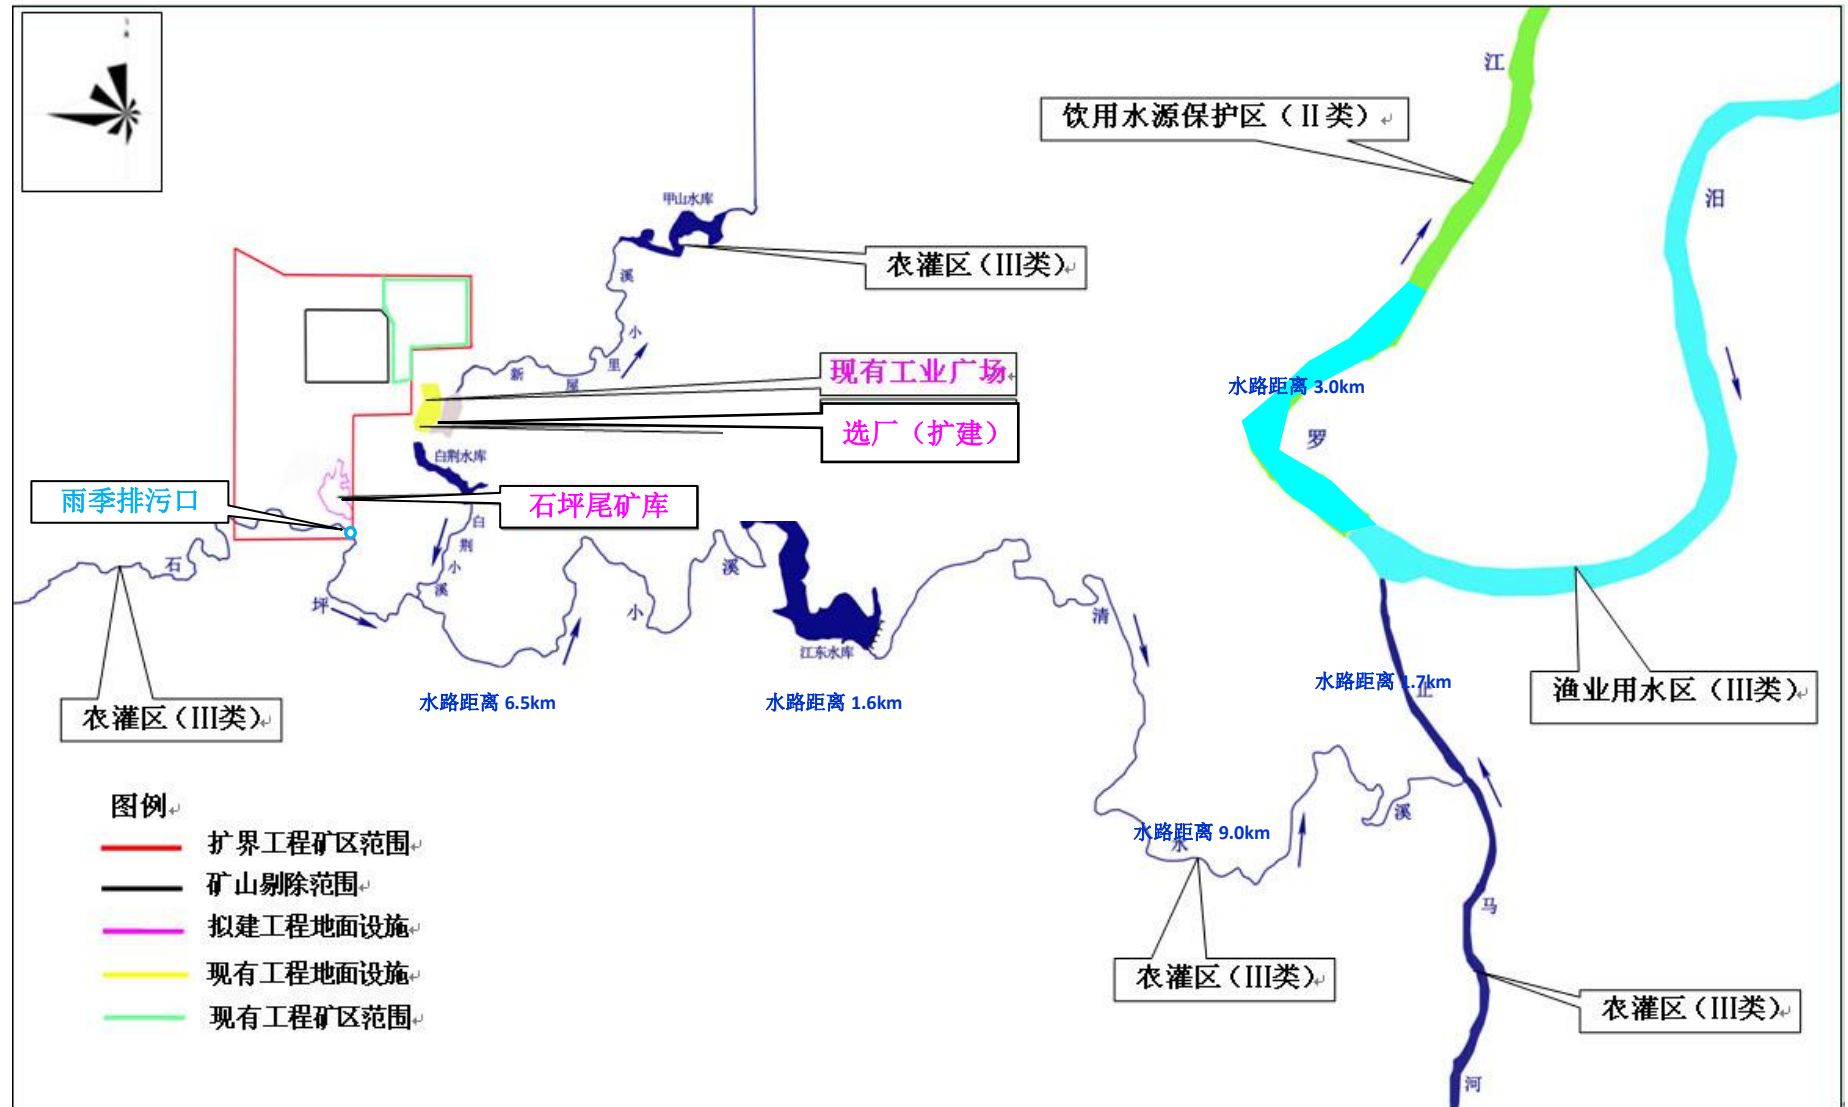 江
饮用水源保护区（II类）
汨
甲山水库
农灌区（III类）
溪
小
里
屋
新
现有工业广场
选厂（扩建）
水路距离 3.0km
罗
白荆水库
雨季排污口
石坪尾矿库
白
荆
小
溪
石
坪
小
溪
江东水库
清
水路距离 6.5km
水路距离 1.6km
水路距离 1.7km
止
农灌区（III类）
渔业用水区（III类）
图例
扩界工程矿区范围
矿山剔除范围
拟建工程地面设施
现有工程地面设施
现有工程矿区范围
水路距离 9.0km
水
溪
马
农灌区（III类）
农灌区（III类）
河